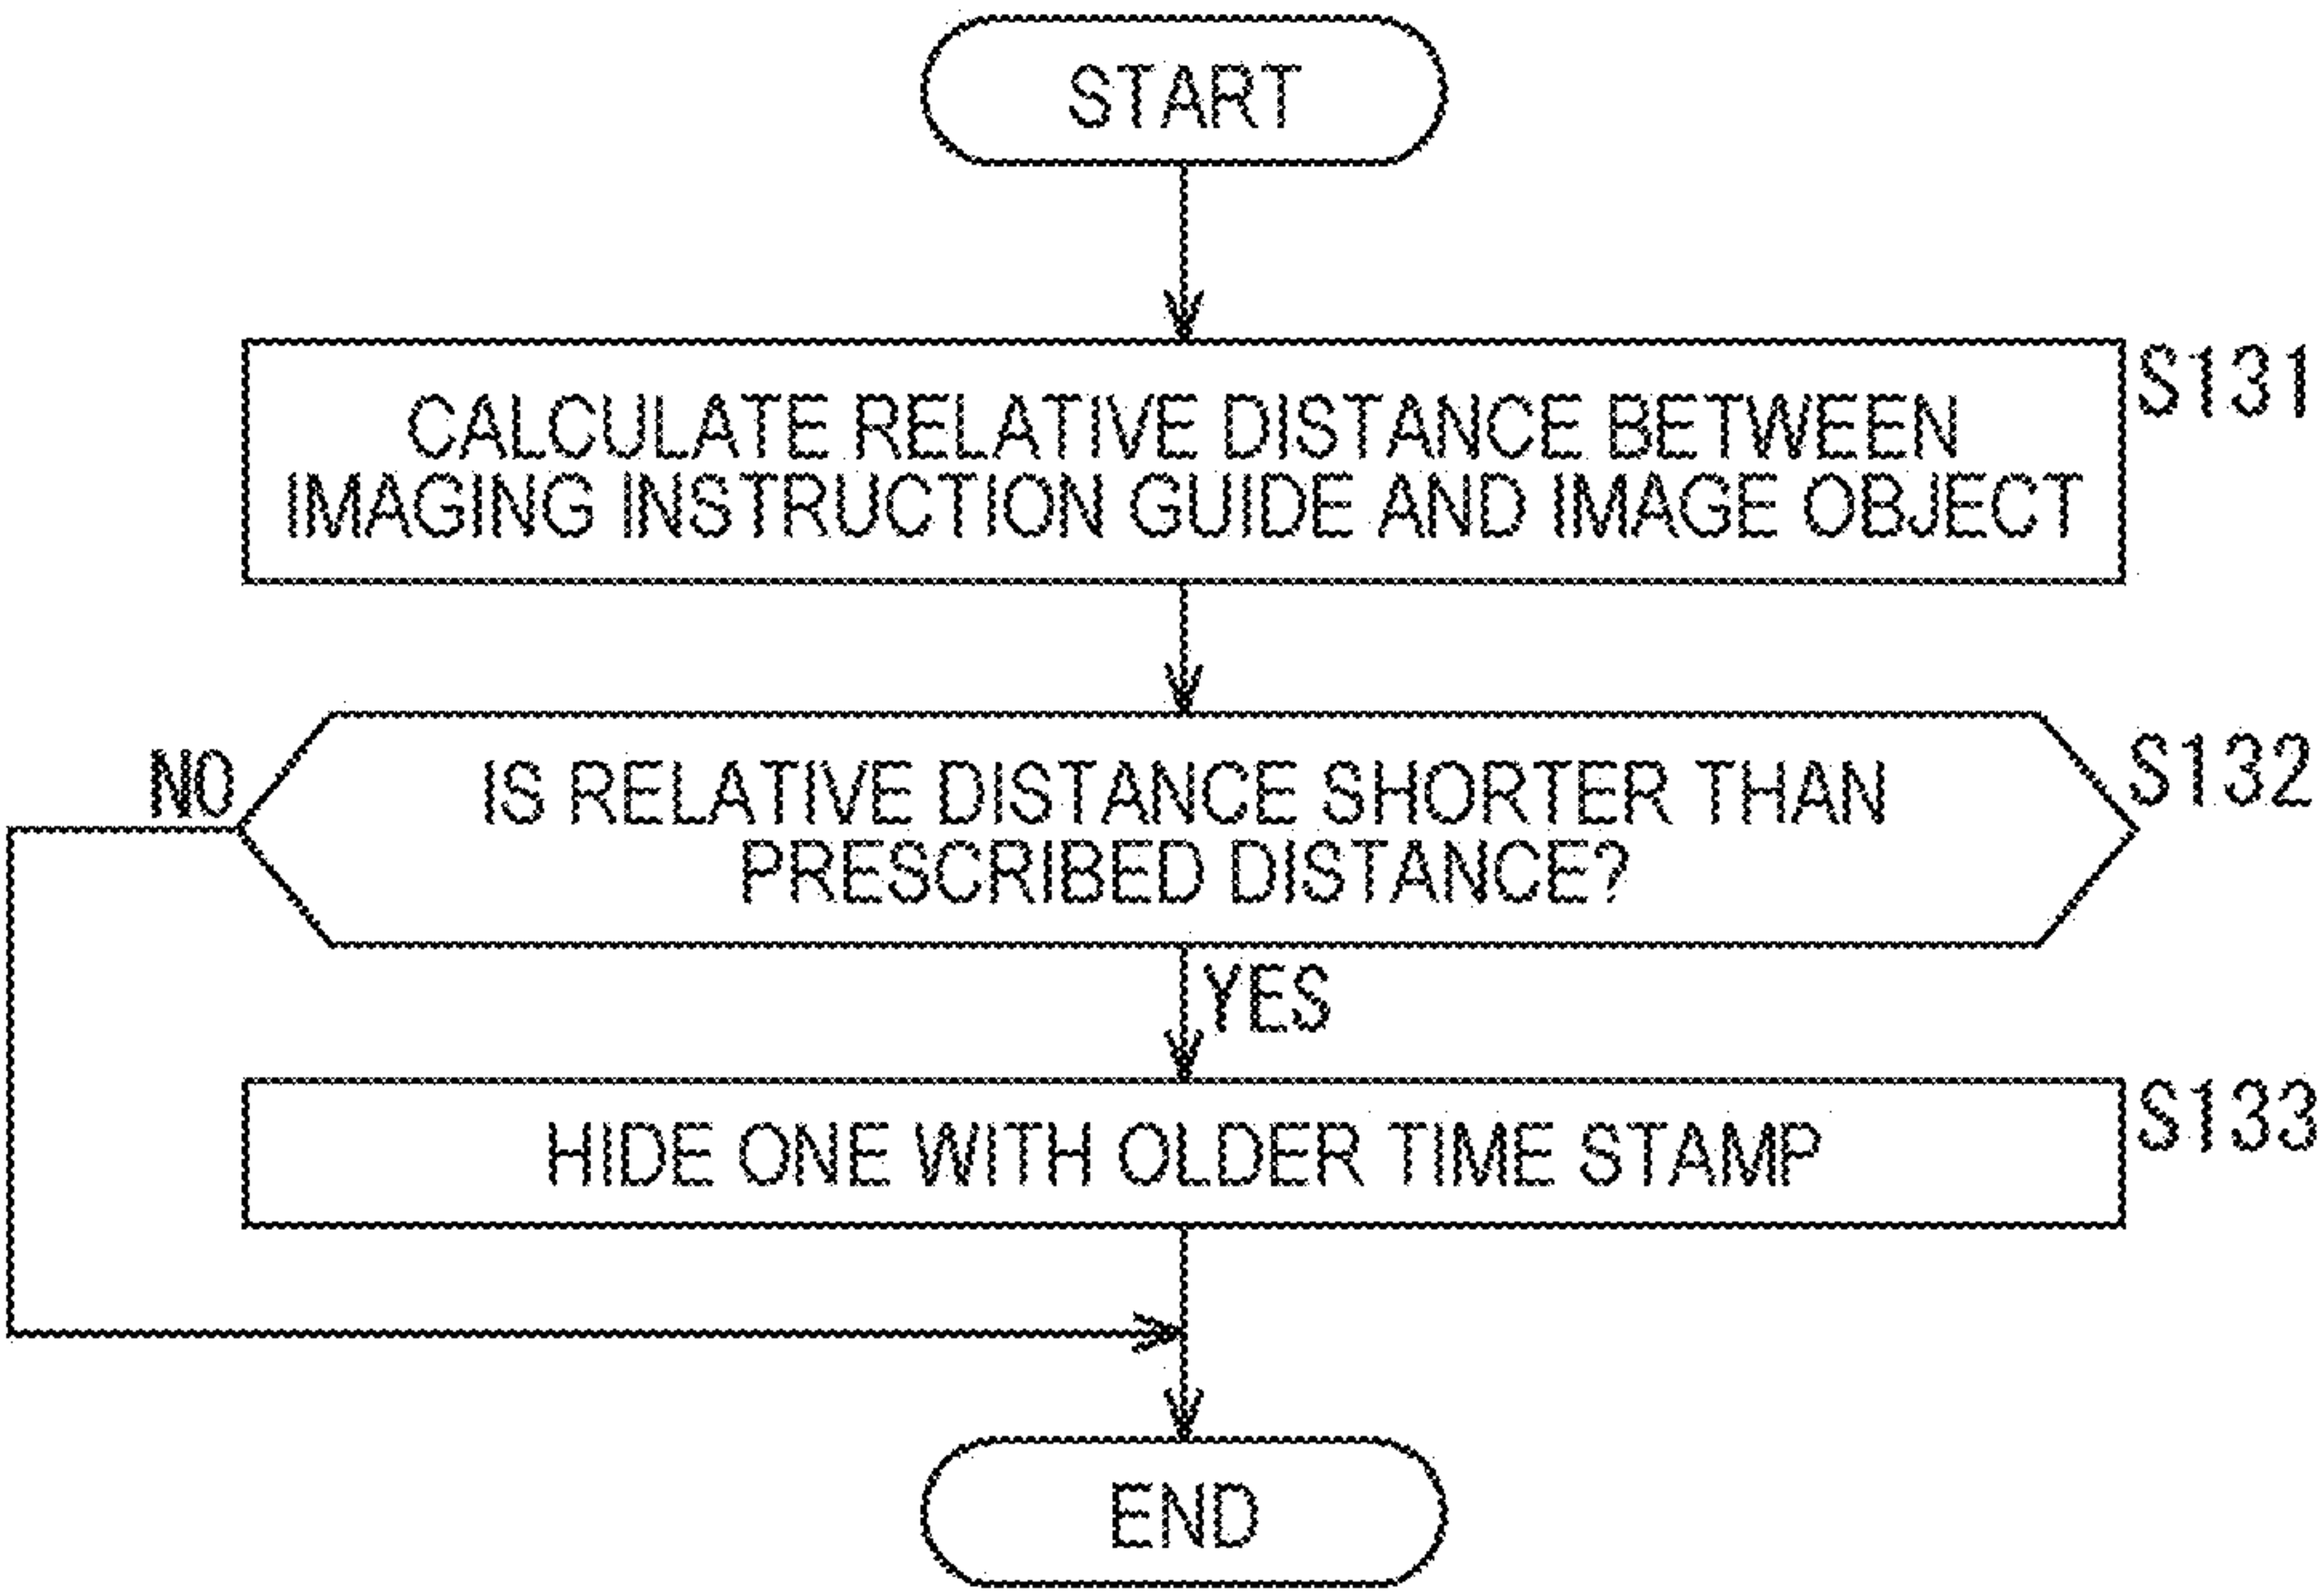 START
CALCULATE RELATIVE DISTANCE BETWEEN
IMAGING INSTRUCTION GUIDE AND IMAGE OBJECT
S131
IS RELATIVE DISTANCE SHORTER THAN
PRESCRIBED DISTANCE?
S132
NO
YES
HIDE ONE WITH OLDER TIME STAMP
S133
END